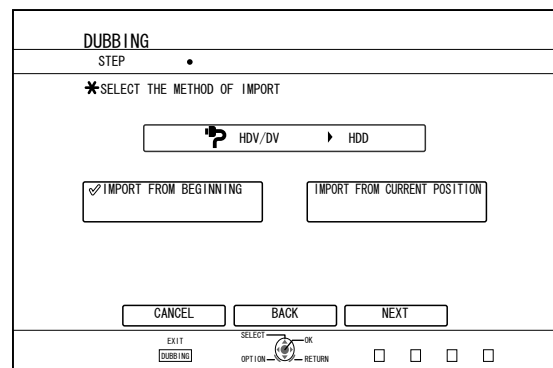 DUBBING
STEP
SELECT THE METHOD OF IMPORT
HDV/DV HDD
IMPORT FROM BEGINNING IMPORT FROM CURRENT POSITION
CANCEL BACK NEXT
EXIT SELECT OK
DUBBING OPTION RETURN